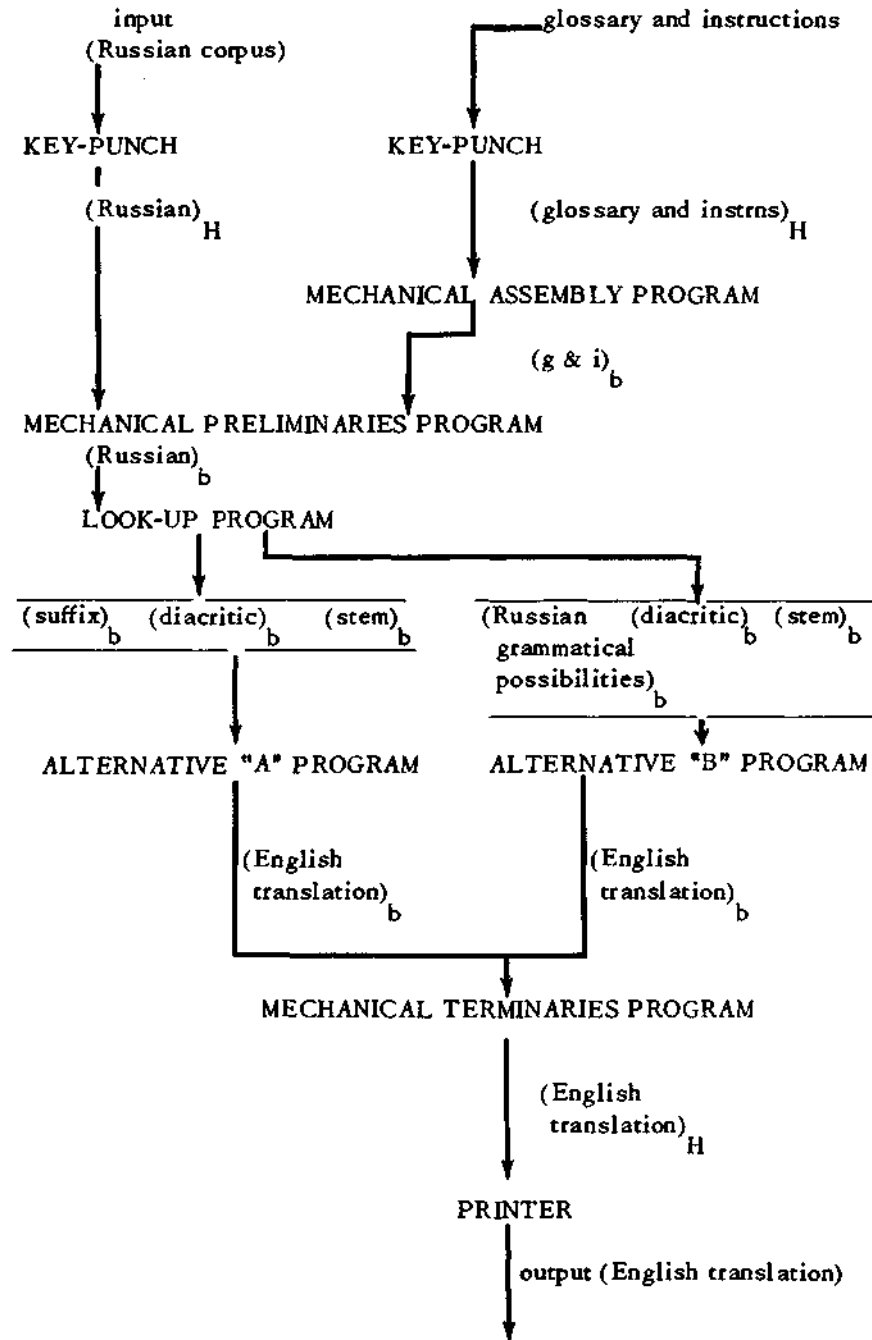 input
(Russian corpus)
glossary and instructions
KEY-PUNCH
KEY-PUNCH
(Russian)H
(glossary and instrns)H
MECHANICAL ASSEMBLY PROGRAM
(g & i)b
MECHANICAL PRELIMINARIES PROGRAM
(Russian)b
LOOK-UP PROGRAM
(suffix)b (diacritic)b (stem)b
(Russian (diacritic)b (stem)b
grammatical
possibilities)b
ALTERNATIVE "A" PROGRAM
ALTERNATIVE "B" PROGRAM
(English
translation)b
(English
translation)b
MECHANICAL TERMINARIES PROGRAM
(English
translation)H
PRINTER
output (English translation)